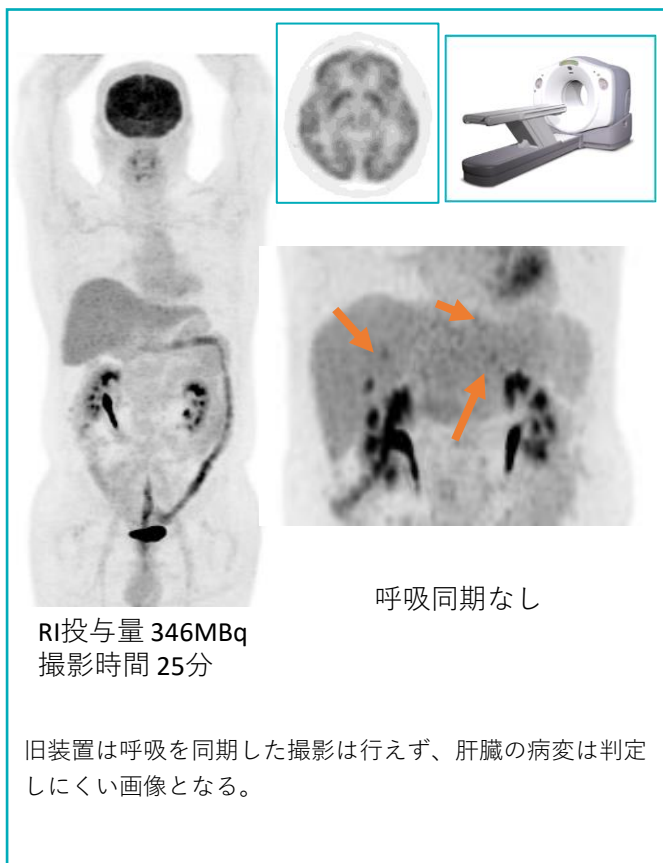 呼吸同期なし
RI投与量 346MBq
撮影時間 25分
旧装置は呼吸を同期した撮影は行えず、肝臓の病変は判定
しにくい画像となる。